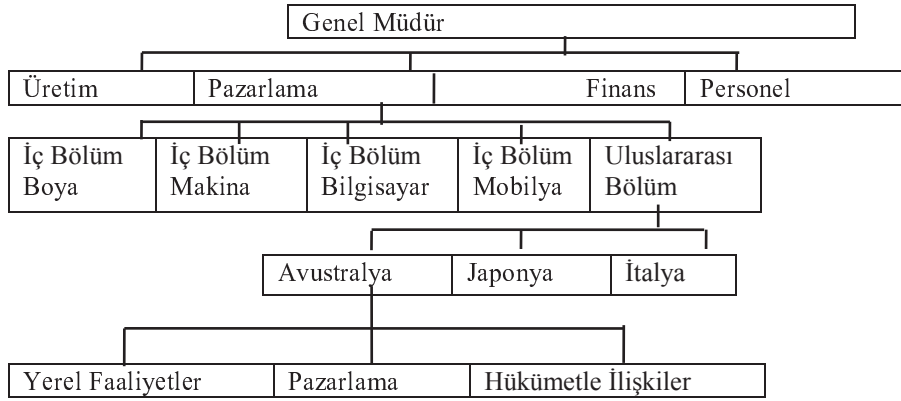 Genel Müdür
Üretim Pazarlama Finans Personel
İç Bölüm İç Bölüm İç Bölüm İç Bölüm Uluslararası
Boya Makina Bilgisayar Mobilya Bölüm
Avustralya Japonya İtalya
Yerel Faaliyetler Pazarlama Hükümetle İlişkiler